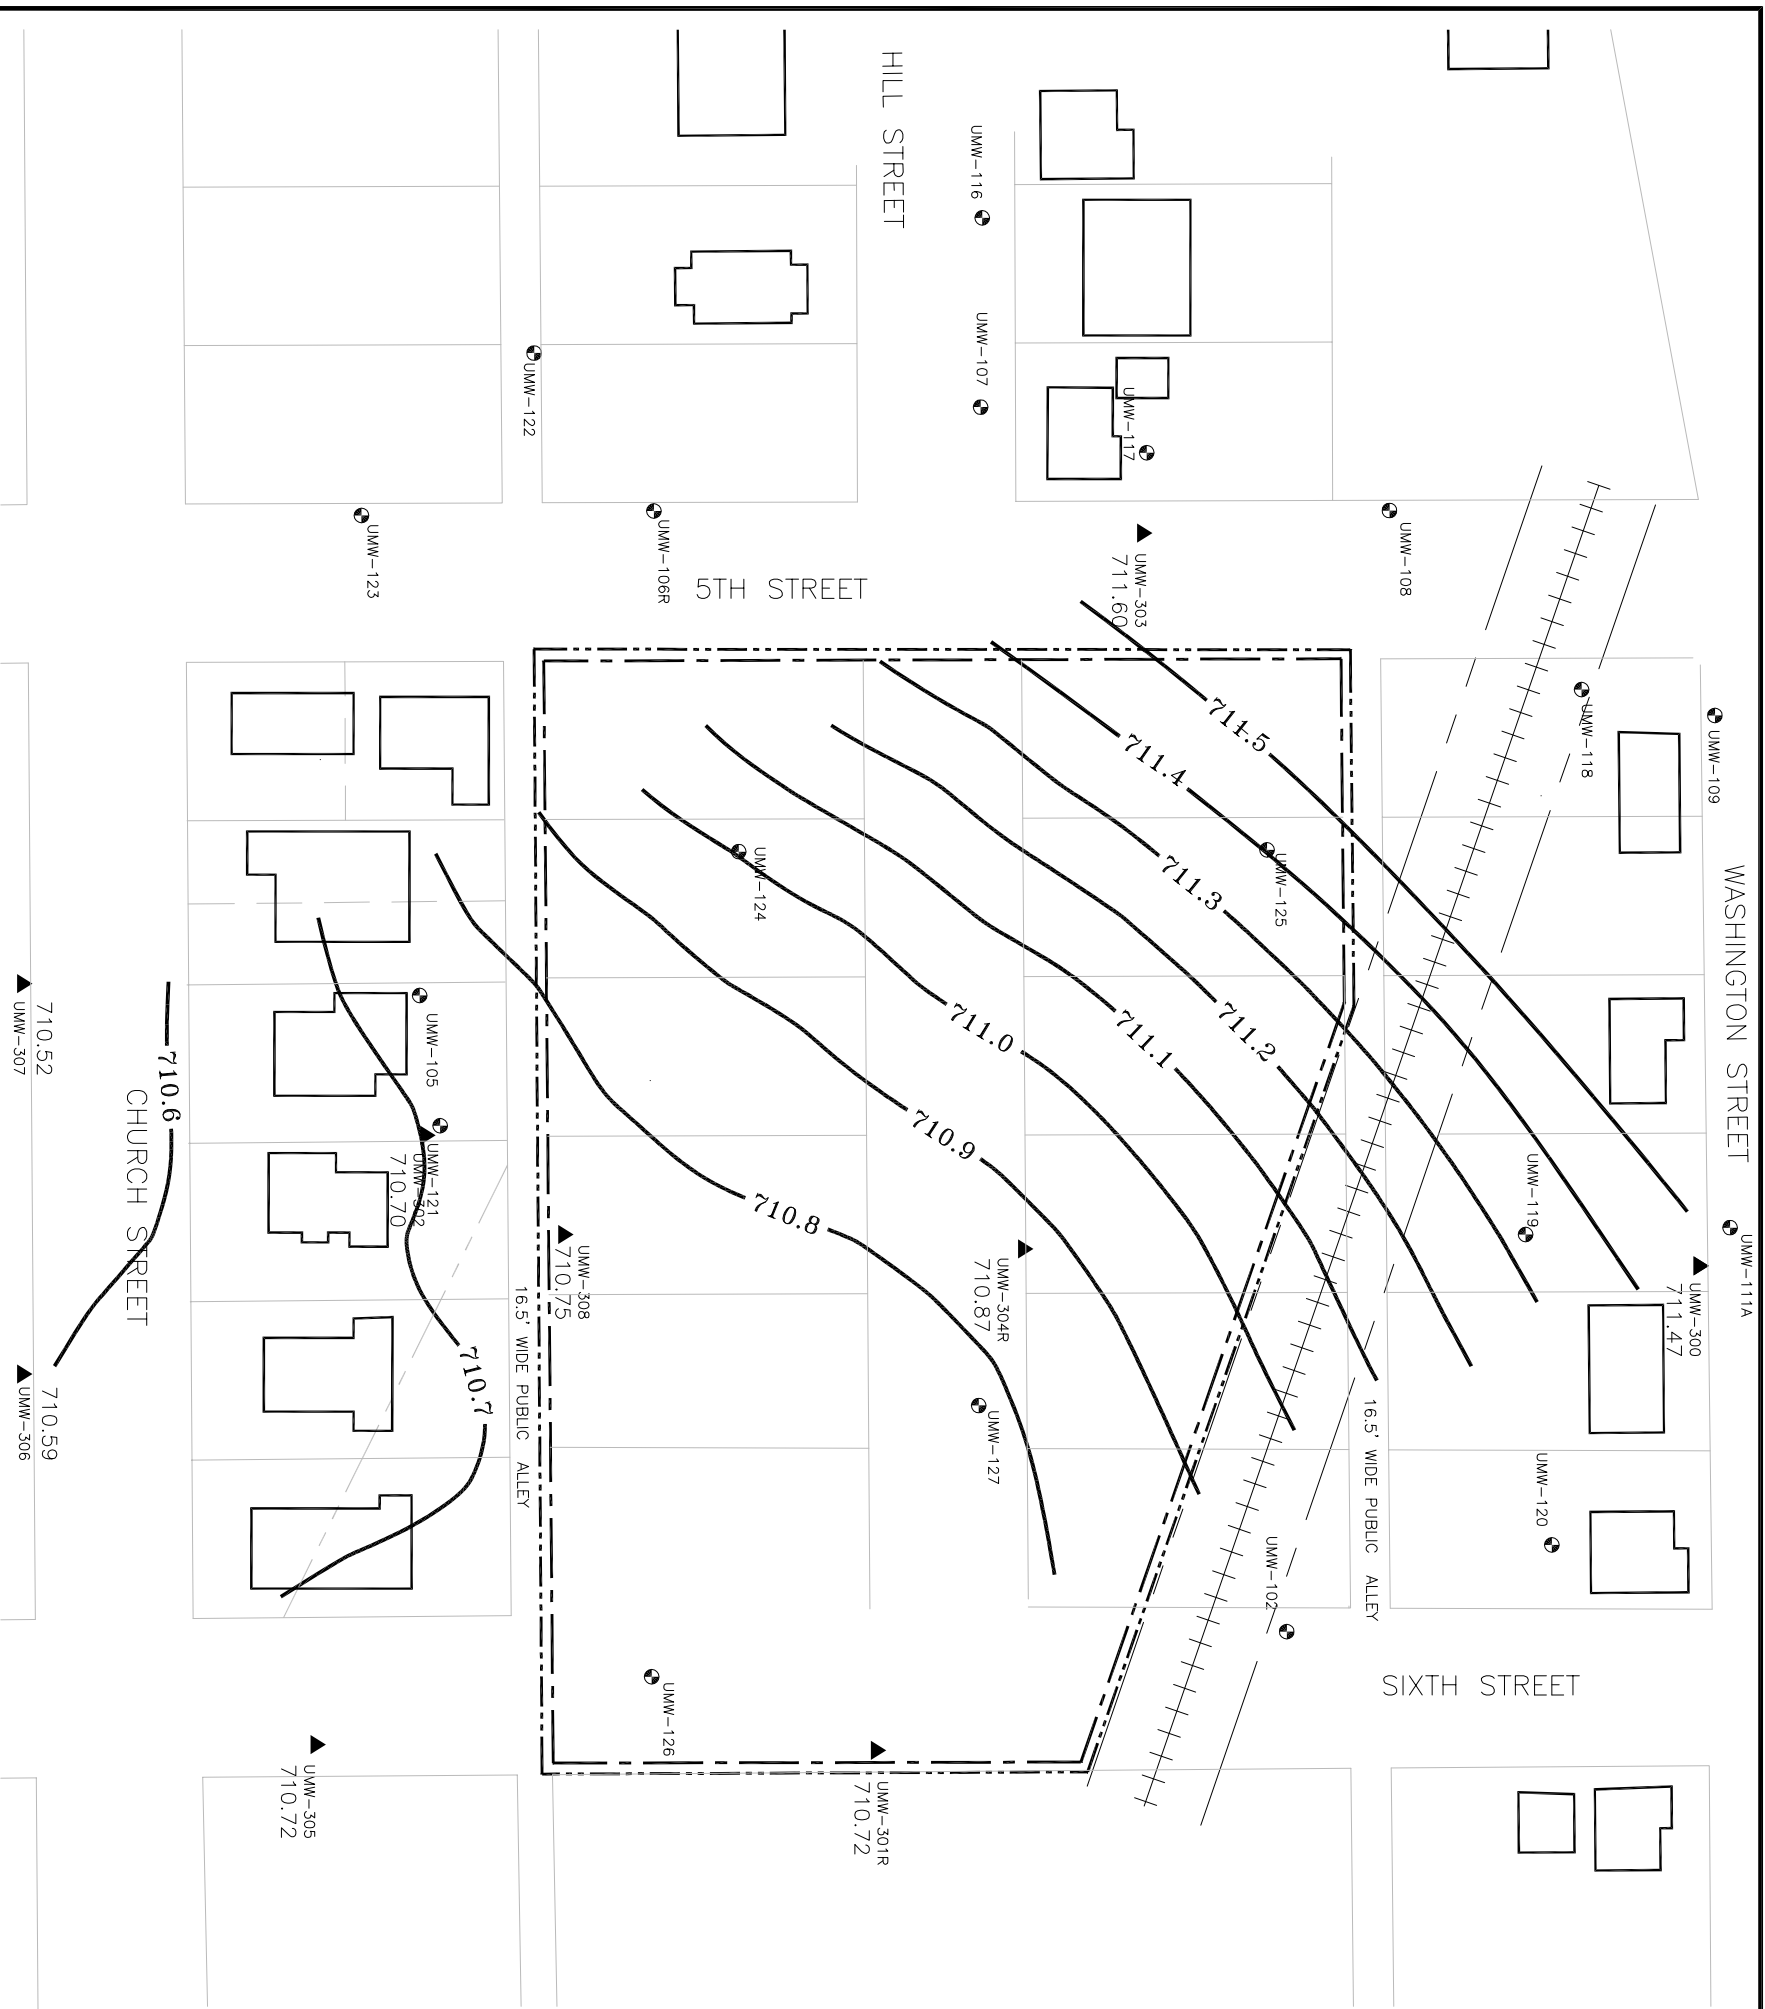 HILL STREET
UMW-116
UMW-107
UMW-117
UMW-122
UMW-123
UMW-106R
5TH STREET
UMW-303
711.60
UMW-108
UMW-118
UMW-109
WASHINGTON STREET
711.5
711.4
711.3
711.2
711.1
711.0
710.9
710.8
710.7
710.6
UMW-124
UMW-125
UMW-105
UMW-121
UMW-302
710.70
710.52
UMW-307
CHURCH STREET
710.59
UMW-306
UMW-308
710.75
16.5' WIDE PUBLIC ALLEY
UMW-304R
710.87
UMW-127
UMW-119
UMW-111A
UMW-300
711.47
16.5' WIDE PUBLIC ALLEY
UMW-120
UMW-102
SIXTH STREET
UMW-126
UMW-305
710.72
UMW-301R
710.72